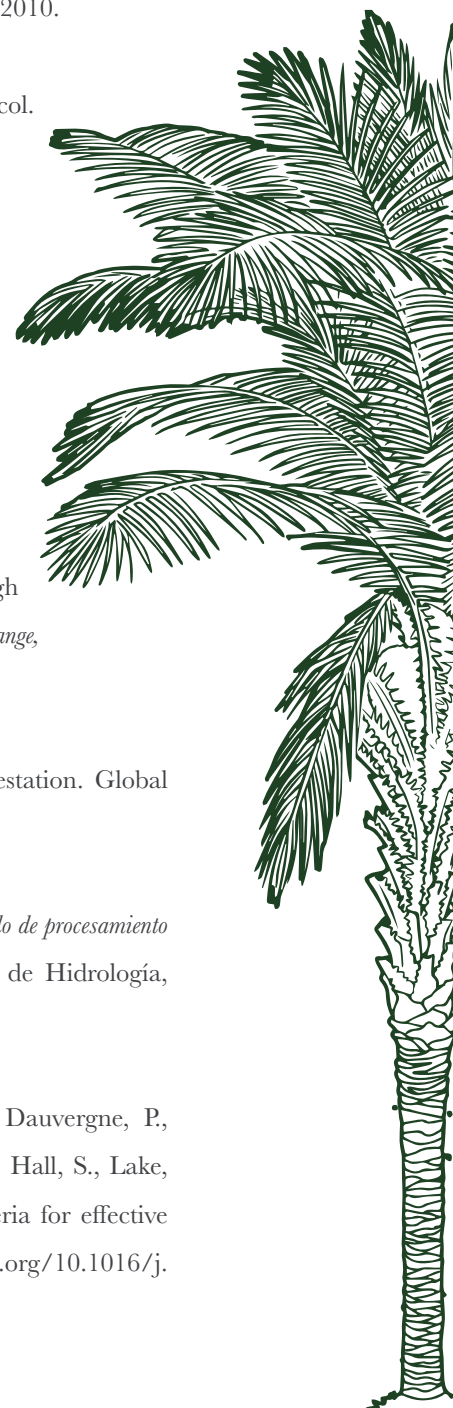 2010.
col.
gh
ange,
estation. Global
lo de procesamiento
de Hidrología,
Dauvergne, P.,
Hall, S., Lake,
eria for effective
.org/10.1016/j.